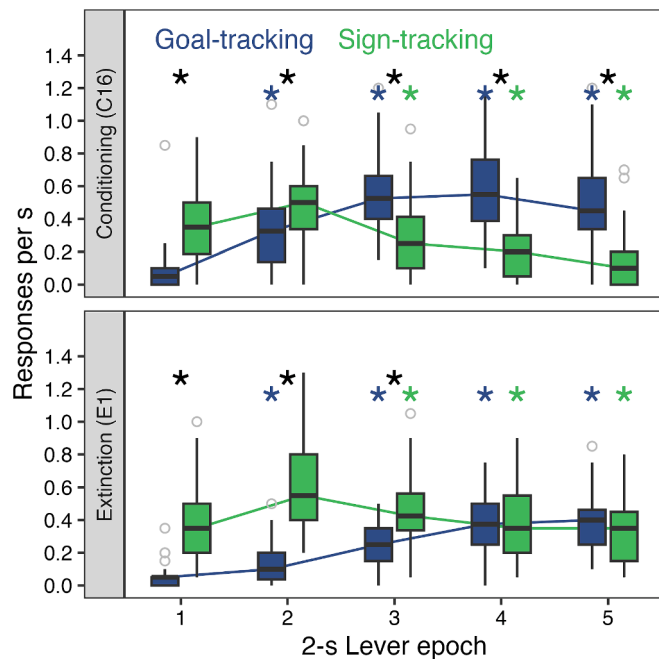 Goal-tracking Sign-tracking
Responses per s
Conditioning (C16)
1.4
1.2
1.0
0.8
0.6
0.4
0.2
0.0
* * * * *
* * * *
* * *
Extinction (E1)
1.4
1.2
1.0
0.8
0.6
0.4
0.2
0.0
* * *
* * * *
* * *
1 2 3 4 5
2-s Lever epoch